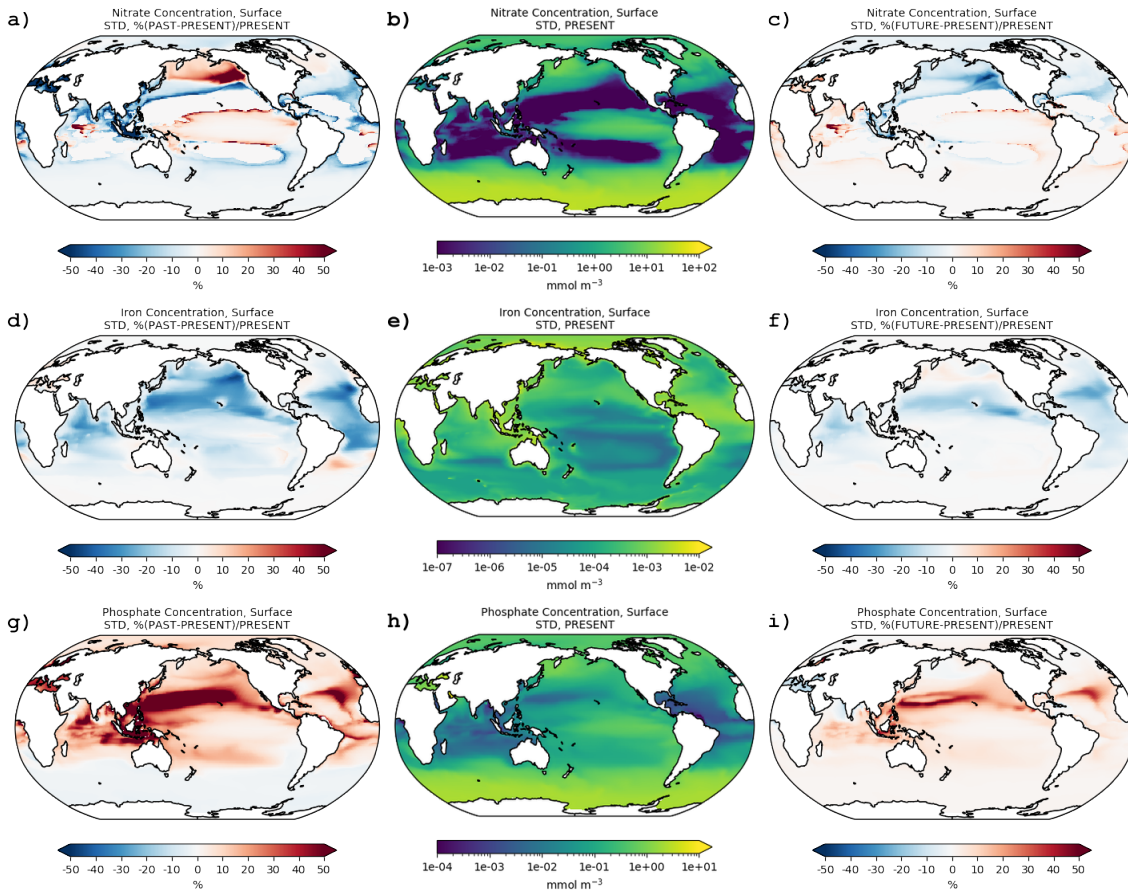 a)
Nitrate Concentration, Surface
STD, %(PAST-PRESENT)/PRESENT
-50 -40 -30 -20 -10 0 10 20 30 40 50
%
b)
Nitrate Concentration, Surface
STD, PRESENT
1e-03 1e-02 1e-01 1e+00 1e+01 1e+02
mmol m⁻³
c)
Nitrate Concentration, Surface
STD, %(FUTURE-PRESENT)/PRESENT
-50 -40 -30 -20 -10 0 10 20 30 40 50
%
d)
Iron Concentration, Surface
STD, %(PAST-PRESENT)/PRESENT
-50 -40 -30 -20 -10 0 10 20 30 40 50
%
e)
Iron Concentration, Surface
STD, PRESENT
1e-07 1e-06 1e-05 1e-04 1e-03 1e-02
mmol m⁻³
f)
Iron Concentration, Surface
STD, %(FUTURE-PRESENT)/PRESENT
-50 -40 -30 -20 -10 0 10 20 30 40 50
%
g)
Phosphate Concentration, Surface
STD, %(PAST-PRESENT)/PRESENT
-50 -40 -30 -20 -10 0 10 20 30 40 50
%
h)
Phosphate Concentration, Surface
STD, PRESENT
1e-04 1e-03 1e-02 1e-01 1e+00 1e+01
mmol m⁻³
i)
Phosphate Concentration, Surface
STD, %(FUTURE-PRESENT)/PRESENT
-50 -40 -30 -20 -10 0 10 20 30 40 50
%